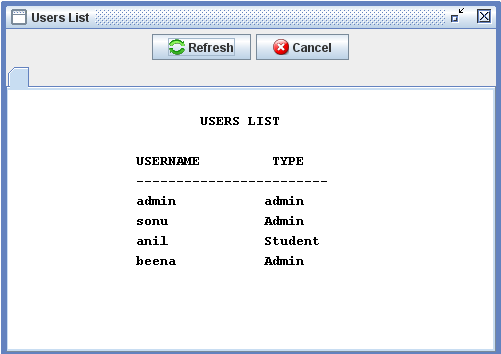 Users List
Refresh Cancel
USERS LIST
USERNAME TYPE
------------------------
admin admin
sonu Admin
anil Student
beena Admin